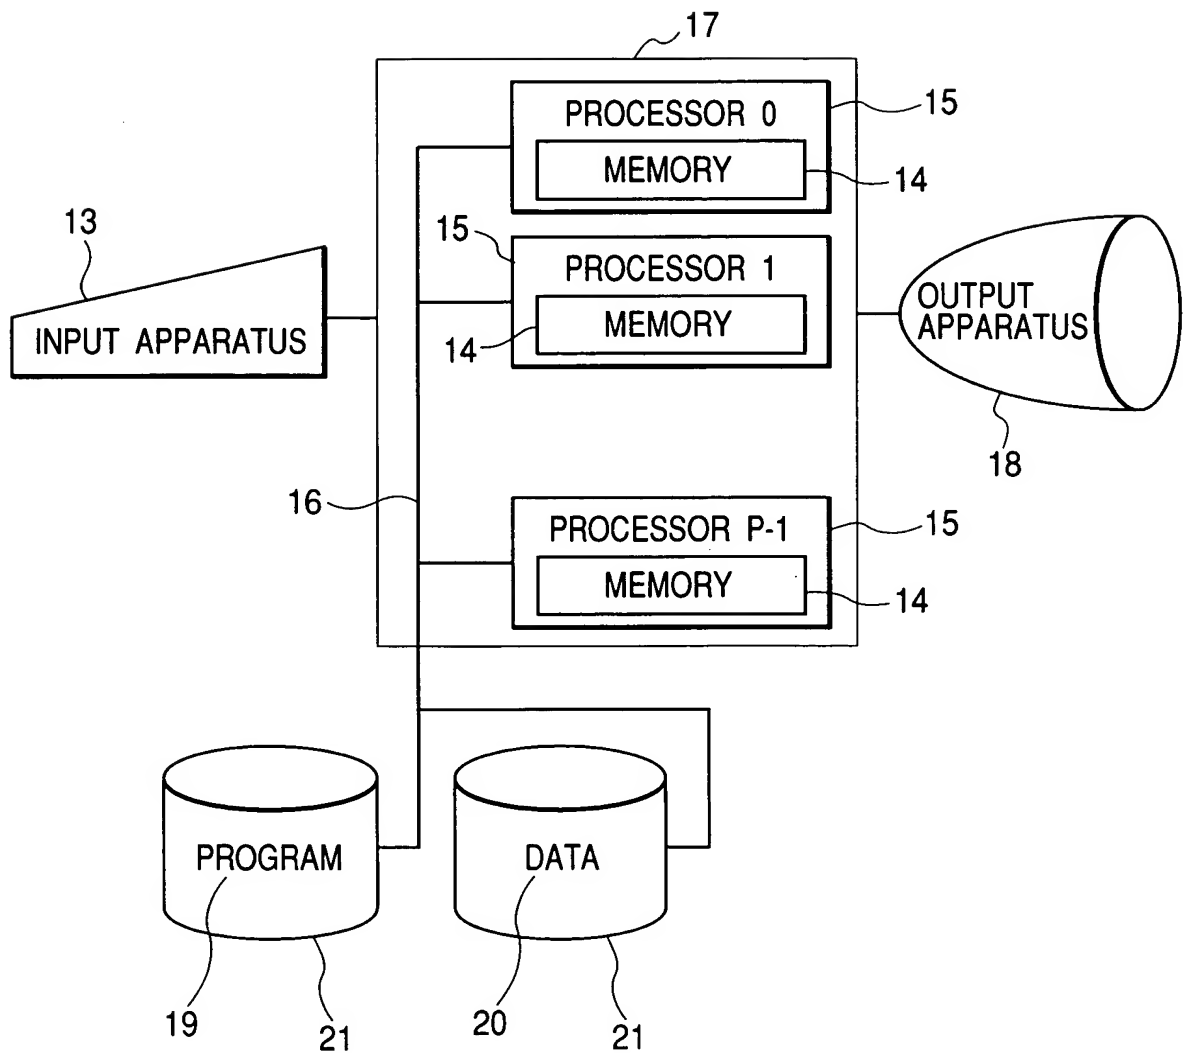 17
PROCESSOR 0
15
MEMORY
14
13
15
PROCESSOR 1
INPUT APPARATUS
14
MEMORY
OUTPUT
APPARATUS
18
16
PROCESSOR P-1
15
MEMORY
14
PROGRAM
DATA
19
21
20
21